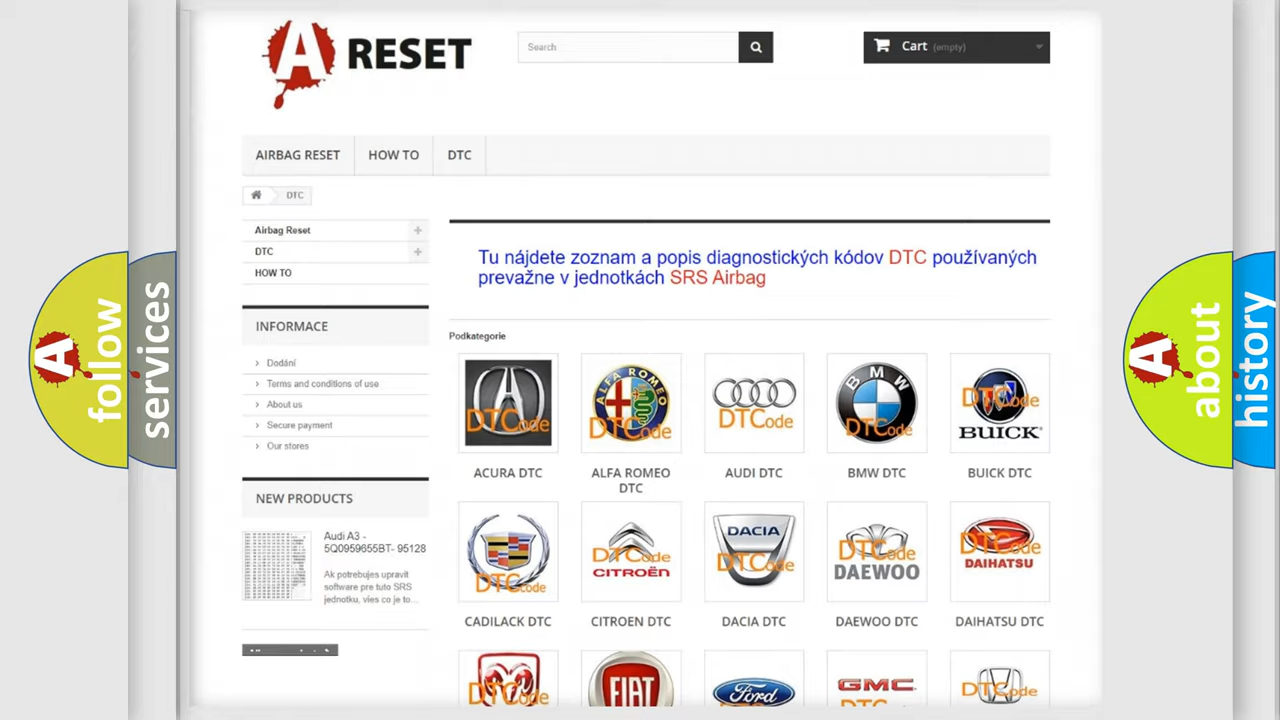 A RESET
Search
Cart (empty)
AIRBAG RESET
HOW TO
DTC
DTC
Airbag Reset
DTC
HOW TO
INFORMACE
Dodání
Terms and conditions of use
About us
Secure payment
Our stores
NEW PRODUCTS
Audi A3 -
5Q0959655BT- 95128
Ak potrebujes upravit
software pre tuto SRS
jednotku, vies co je to...
Tu nájdete zoznam a popis diagnostických kódov DTC používaných
prevažne v jednotkách SRS Airbag
Podkategorie
DTCode
ALFA ROMEO
DTCode
DTCode
BMW
DTCode
DTCode
BUICK
ACURA DTC
ALFA ROMEO
DTC
AUDI DTC
BMW DTC
BUICK DTC
DTCode
DTCode
CITROËN
DACIA
DTCode
DTCode
DAEWOO
DTCode
DAIHATSU
CADILACK DTC
CITROEN DTC
DACIA DTC
DAEWOO DTC
DAIHATSU DTC
DTCode
FIAT
Ford
GMC
DTCode
A follow
services
A about
history